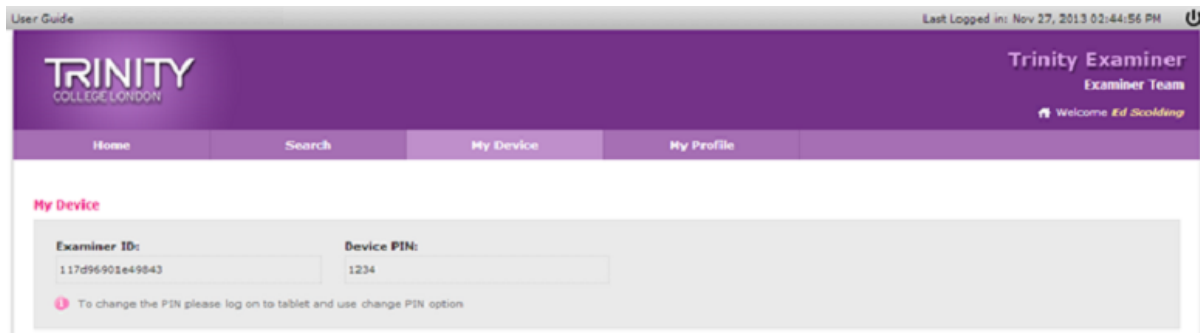 User Guide Last Logged in: Nov 27, 2013 02:44:56 PM
TRINITY
COLLEGE LONDON
Trinity Examiner
Examiner Team
Welcome Ed Scolding
Home Search My Device My Profile
My Device
Examiner ID: Device PIN:
117d96901e49843 1234
To change the PIN please log on to tablet and use change PIN option